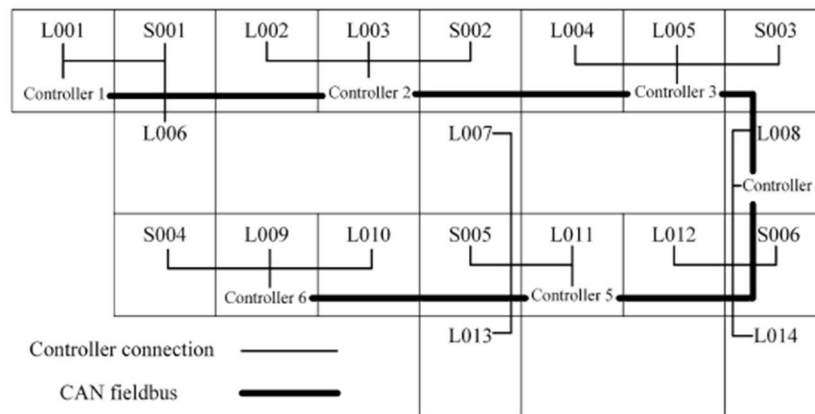 L001 S001 L002 L003 S002 L004 L005 S003
Controller 1 Controller 2 Controller 3
L006 L007 L008
Controller
S004 L009 L010 S005 L011 L012 S006
Controller 6 Controller 5
L013 L014
Controller connection
CAN fieldbus